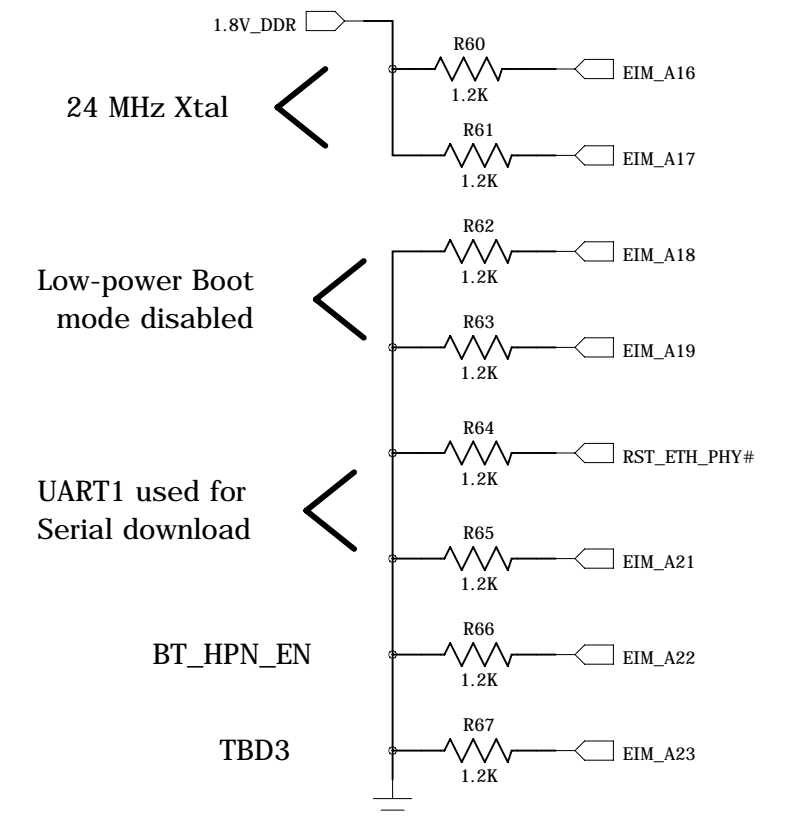 1.8V_DDR
R60
1.2K
EIM_A16
24 MHz Xtal
R61
1.2K
EIM_A17
R62
1.2K
EIM_A18
Low-power Boot
mode disabled
R63
1.2K
EIM_A19
R64
1.2K
RST_ETH_PHY#
UART1 used for
Serial download
R65
1.2K
EIM_A21
BT_HPN_EN
R66
1.2K
EIM_A22
TBD3
R67
1.2K
EIM_A23